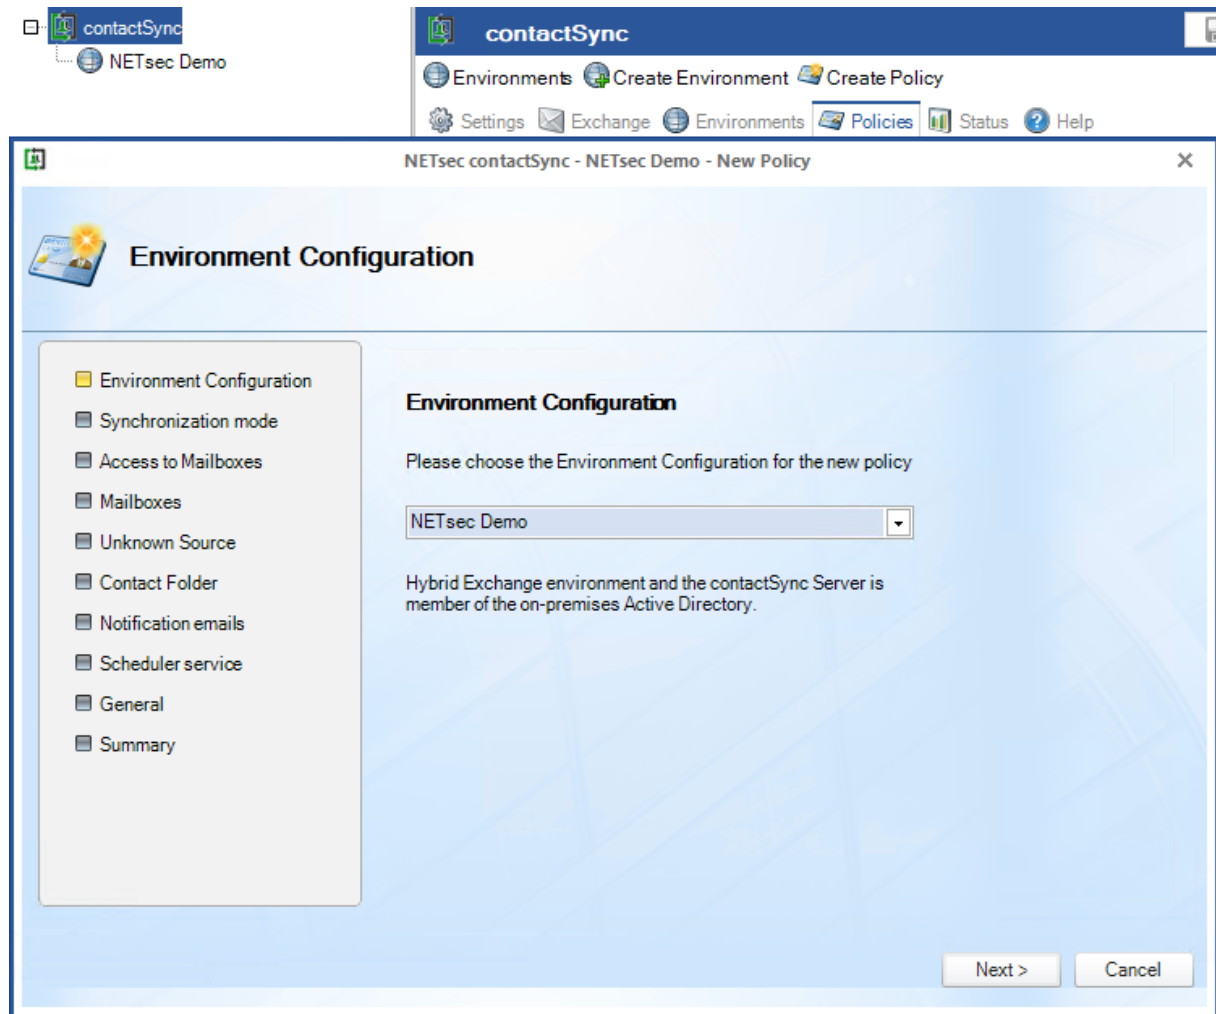 contactSync
NETsec Demo
contactSync
Environments Create Environment Create Policy
Settings Exchange Environments Policies Status Help
NETsec contactSync - NETsec Demo - New Policy
Environment Configuration
Environment Configuration
Synchronization mode
Access to Mailboxes
Mailboxes
Unknown Source
Contact Folder
Notification emails
Scheduler service
General
Summary
Environment Configuration
Please choose the Environment Configuration for the new policy
NETsec Demo
Hybrid Exchange environment and the contactSync Server is
member of the on-premises Active Directory.
Next >
Cancel